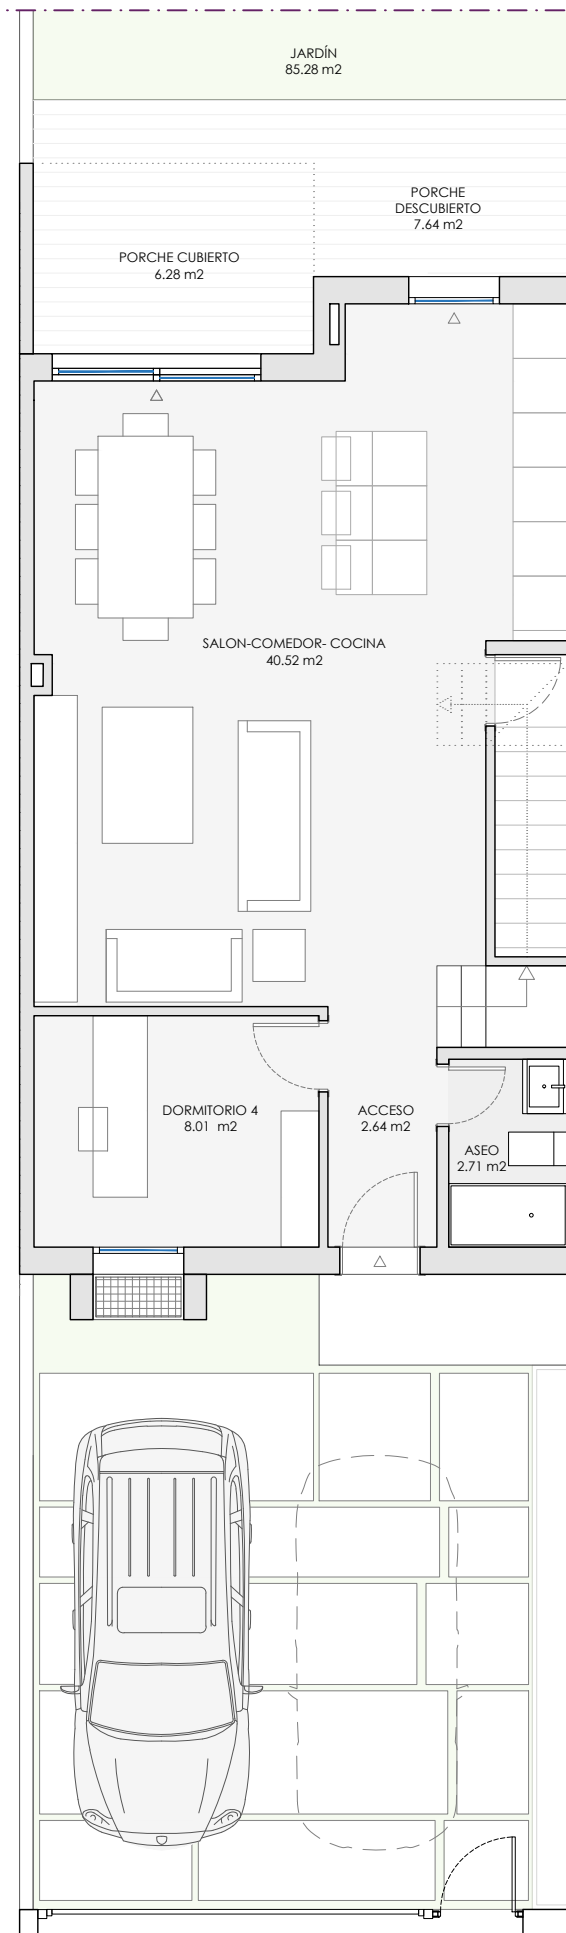 JARDÍN
85.28 m2
PORCHE
DESCUBIERTO
7.64 m2
PORCHE CUBIERTO
6.28 m2
SALON-COMEDOR- COCINA
40.52 m2
DORMITORIO 4
8.01 m2
ACCESO
2.64 m2
ASEO
2.71 m2